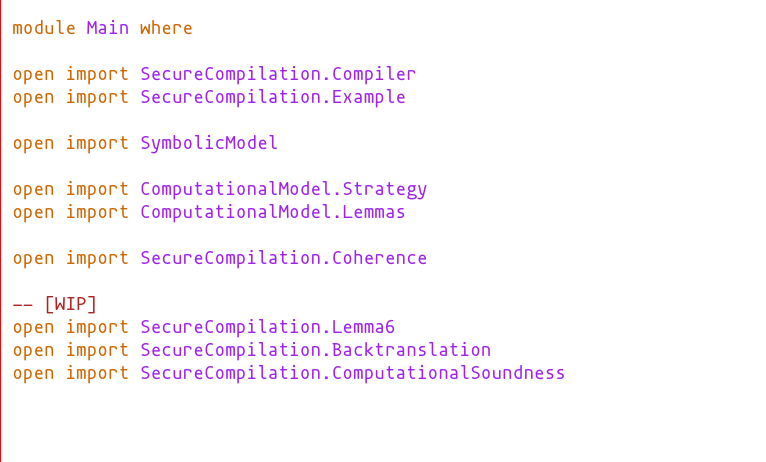 module Main where
open import SecureCompilation.Compiler
open import SecureCompilation.Example
open import SymbolicModel
open import ComputationalModel.Strategy
open import ComputationalModel.Lemmas
open import SecureCompilation.Coherence
-- [WIP]
open import SecureCompilation.Lemma6
open import SecureCompilation.Backtranslation
open import SecureCompilation.ComputationalSoundness